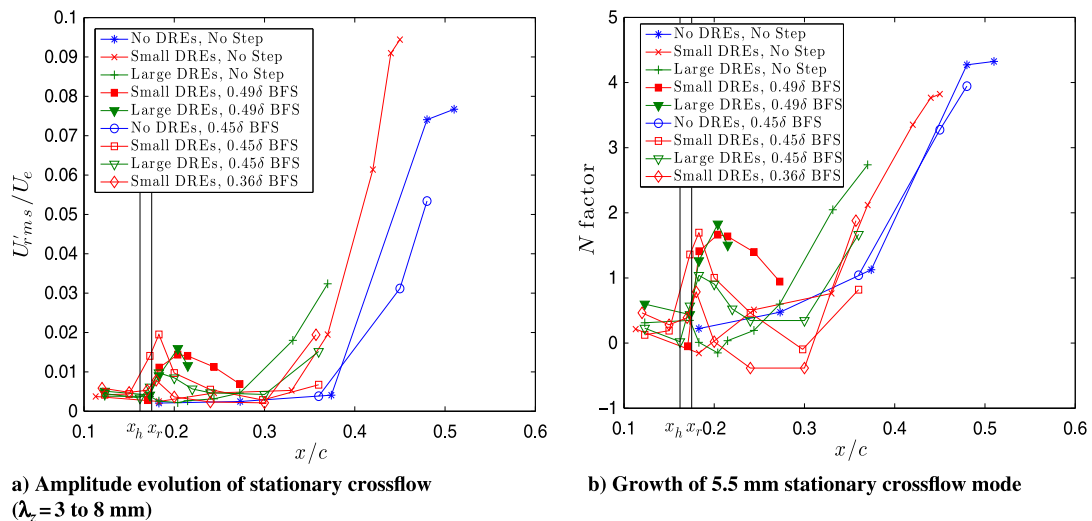 0.1
0.09
0.08
0.07
0.06
0.05
0.04
0.03
0.02
0.01
0
U′rms/Ue
No DREs, No Step
Small DREs, No Step
Large DREs, No Step
Small DREs, 0.49δ BFS
Large DREs, 0.49δ BFS
No DREs, 0.45δ BFS
Small DREs, 0.45δ BFS
Large DREs, 0.45δ BFS
Small DREs, 0.36δ BFS
0.1 xh xr 0.2 0.3 0.4 0.5 0.6
x/c
a) Amplitude evolution of stationary crossflow
(λz = 3 to 8 mm)
5
4
3
2
1
0
−1
N factor
No DREs, No Step
Small DREs, No Step
Large DREs, No Step
Small DREs, 0.49δ BFS
Large DREs, 0.49δ BFS
No DREs, 0.45δ BFS
Small DREs, 0.45δ BFS
Large DREs, 0.45δ BFS
Small DREs, 0.36δ BFS
0.1 xh xr 0.2 0.3 0.4 0.5 0.6
x/c
b) Growth of 5.5 mm stationary crossflow mode